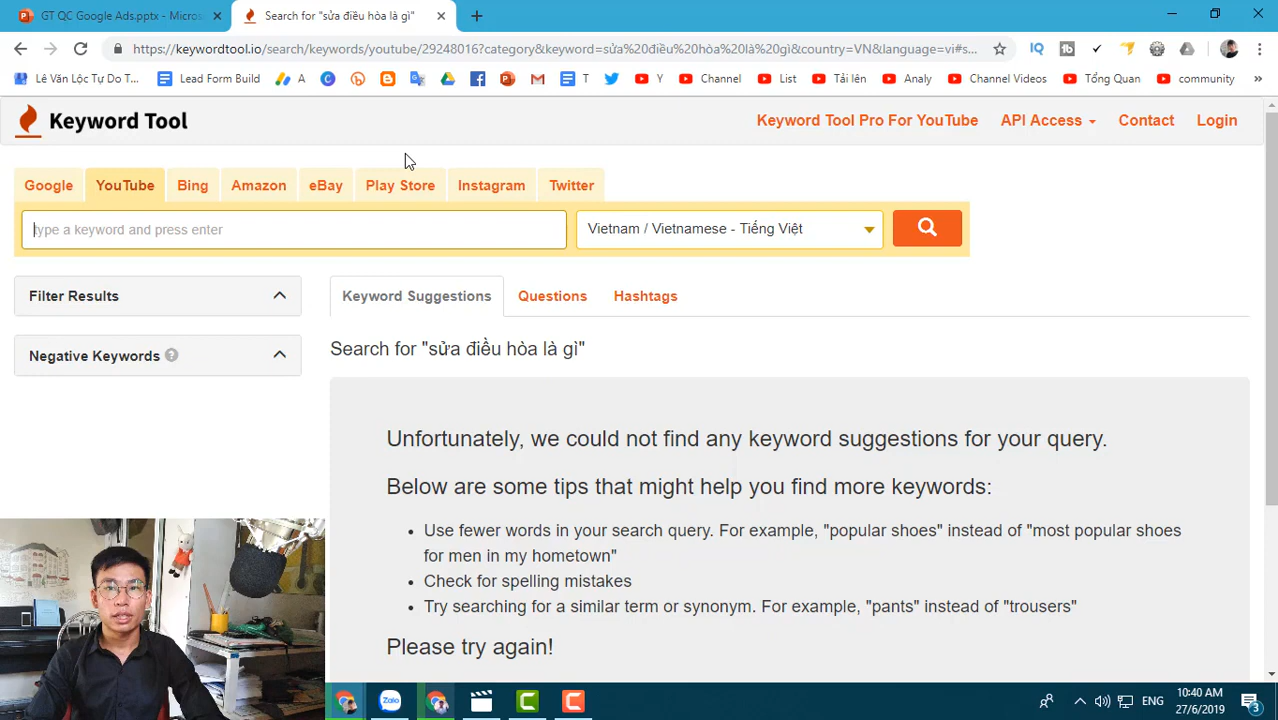 GT QC Google Ads.pptx - Micros
Search for "sửa điều hòa là gì"
https://keywordtool.io/search/keywords/youtube/29248016?category&keyword=sửa%20điều%20hòa%20là%20gì&country=VN&language=vi#s...
Lê Văn Lộc Tự Do T...
Lead Form Build
A
T
Y
Channel
List
Tải lên
Analy
Channel Videos
Tổng Quan
community
Keyword Tool
Keyword Tool Pro For YouTube
API Access
Contact
Login
Google
YouTube
Bing
Amazon
eBay
Play Store
Instagram
Twitter
type a keyword and press enter
Vietnam / Vietnamese - Tiếng Việt
Filter Results
Keyword Suggestions
Questions
Hashtags
Negative Keywords ?
Search for "sửa điều hòa là gì"
Unfortunately, we could not find any keyword suggestions for your query.
Below are some tips that might help you find more keywords:
• Use fewer words in your search query. For example, "popular shoes" instead of "most popular shoes
for men in my hometown"
• Check for spelling mistakes
• Try searching for a similar term or synonym. For example, "pants" instead of "trousers"
Please try again!
Zalo
ENG
10:40 AM
27/6/2019
3